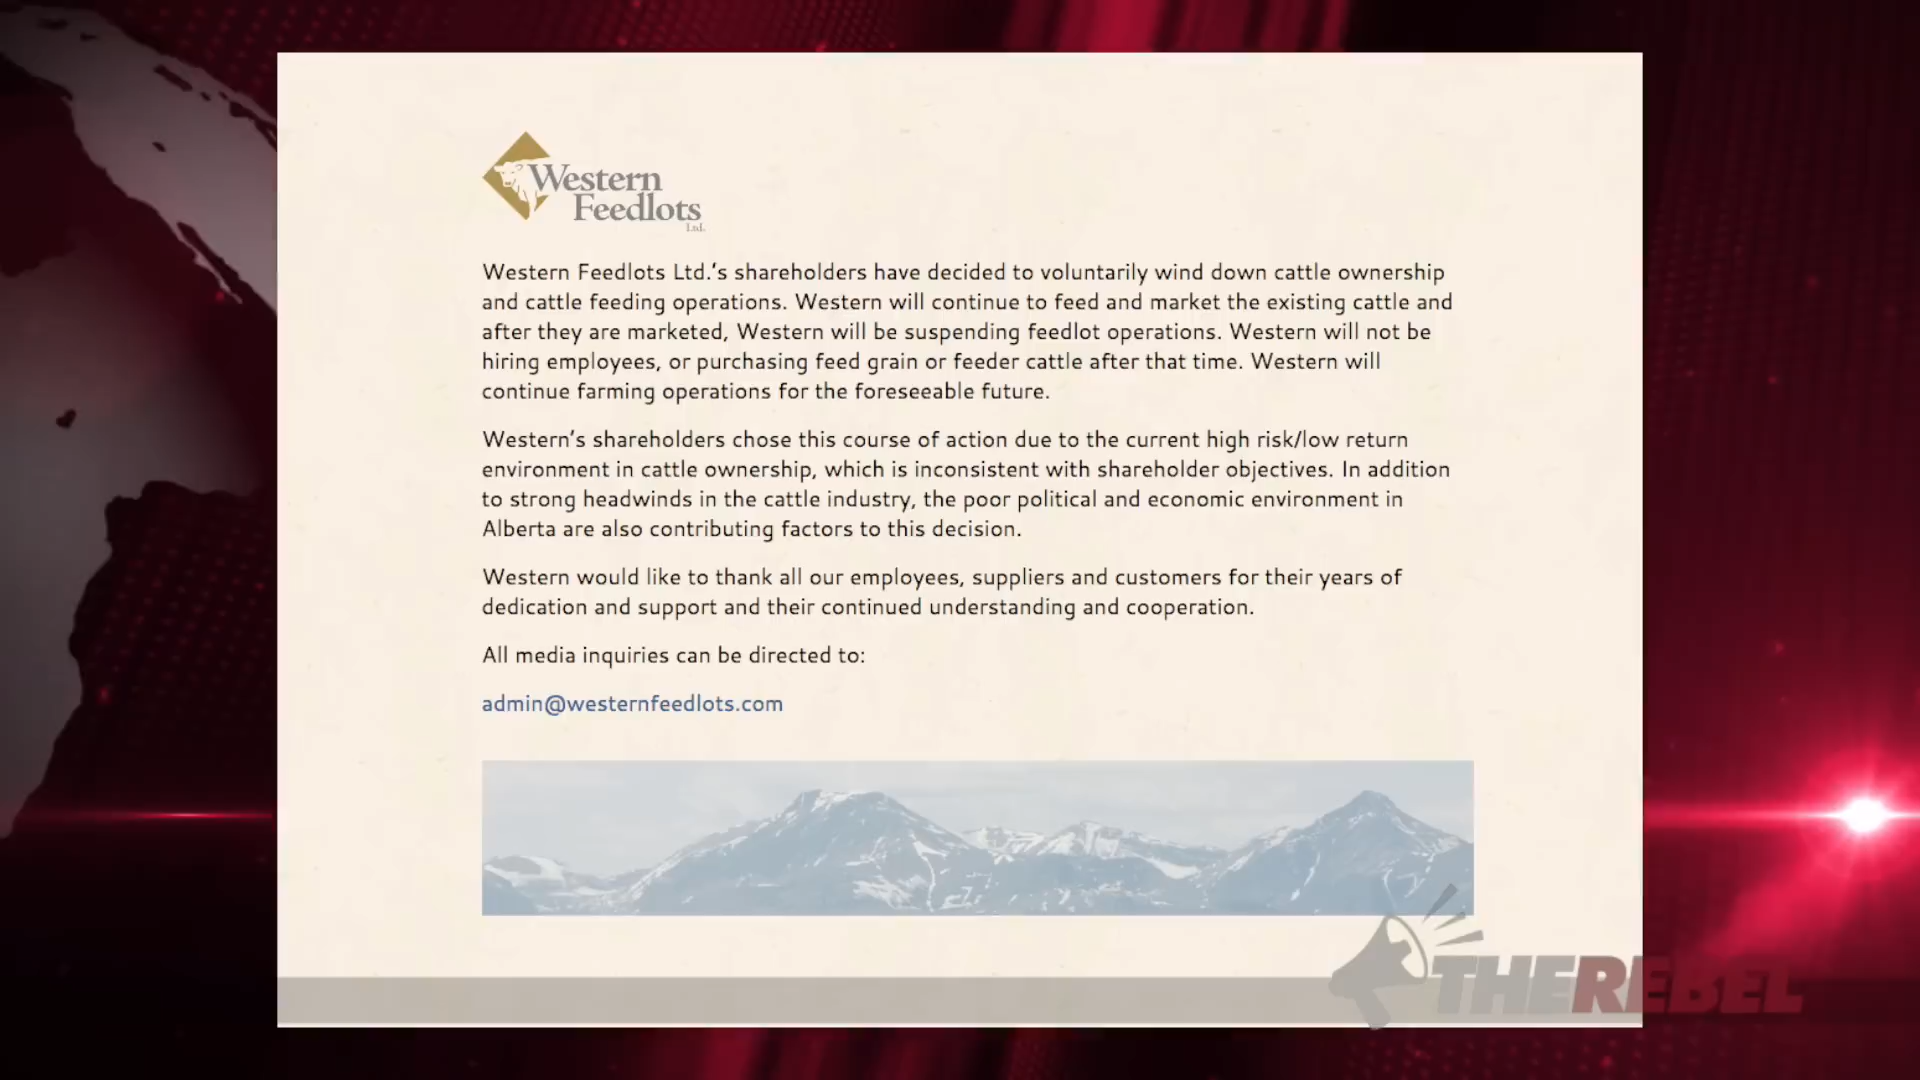 Western
Feedlots
Ltd.
Western Feedlots Ltd.'s shareholders have decided to voluntarily wind down cattle ownership
and cattle feeding operations. Western will continue to feed and market the existing cattle and
after they are marketed, Western will be suspending feedlot operations. Western will not be
hiring employees, or purchasing feed grain or feeder cattle after that time. Western will
continue farming operations for the foreseeable future.
Western's shareholders chose this course of action due to the current high risk/low return
environment in cattle ownership, which is inconsistent with shareholder objectives. In addition
to strong headwinds in the cattle industry, the poor political and economic environment in
Alberta are also contributing factors to this decision.
Western would like to thank all our employees, suppliers and customers for their years of
dedication and support and their continued understanding and cooperation.
All media inquiries can be directed to:
admin@westernfeedlots.com
THEREBEL